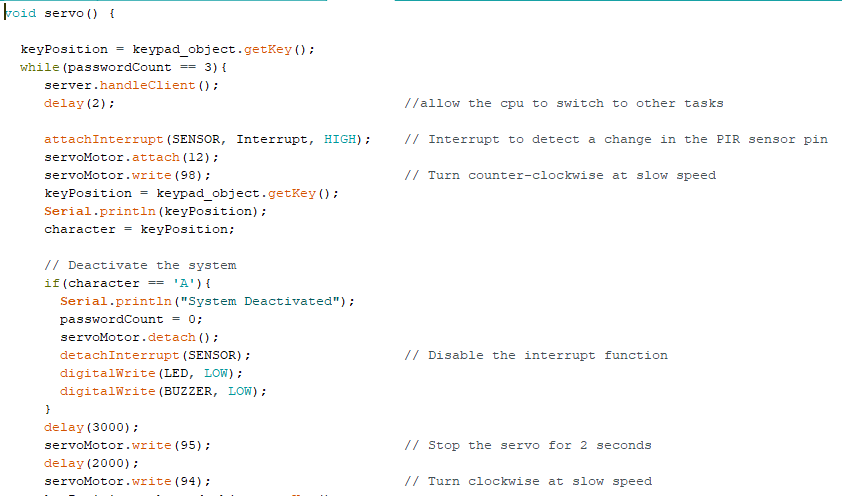 void servo() {
keyPosition = keypad_object.getKey();
while(passwordCount == 3){
server.handleClient();
delay(2); //allow the cpu to switch to other tasks
attachInterrupt(SENSOR, Interrupt, HIGH); // Interrupt to detect a change in the PIR sensor pin
servoMotor.attach(12);
servoMotor.write(98); // Turn counter-clockwise at slow speed
keyPosition = keypad_object.getKey();
Serial.println(keyPosition);
character = keyPosition;
// Deactivate the system
if(character == 'A'){
Serial.println("System Deactivated");
passwordCount = 0;
servoMotor.detach();
detachInterrupt(SENSOR); // Disable the interrupt function
digitalWrite(LED, LOW);
digitalWrite(BUZZER, LOW);
}
delay(3000);
servoMotor.write(95); // Stop the servo for 2 seconds
delay(2000);
servoMotor.write(94); // Turn clockwise at slow speed